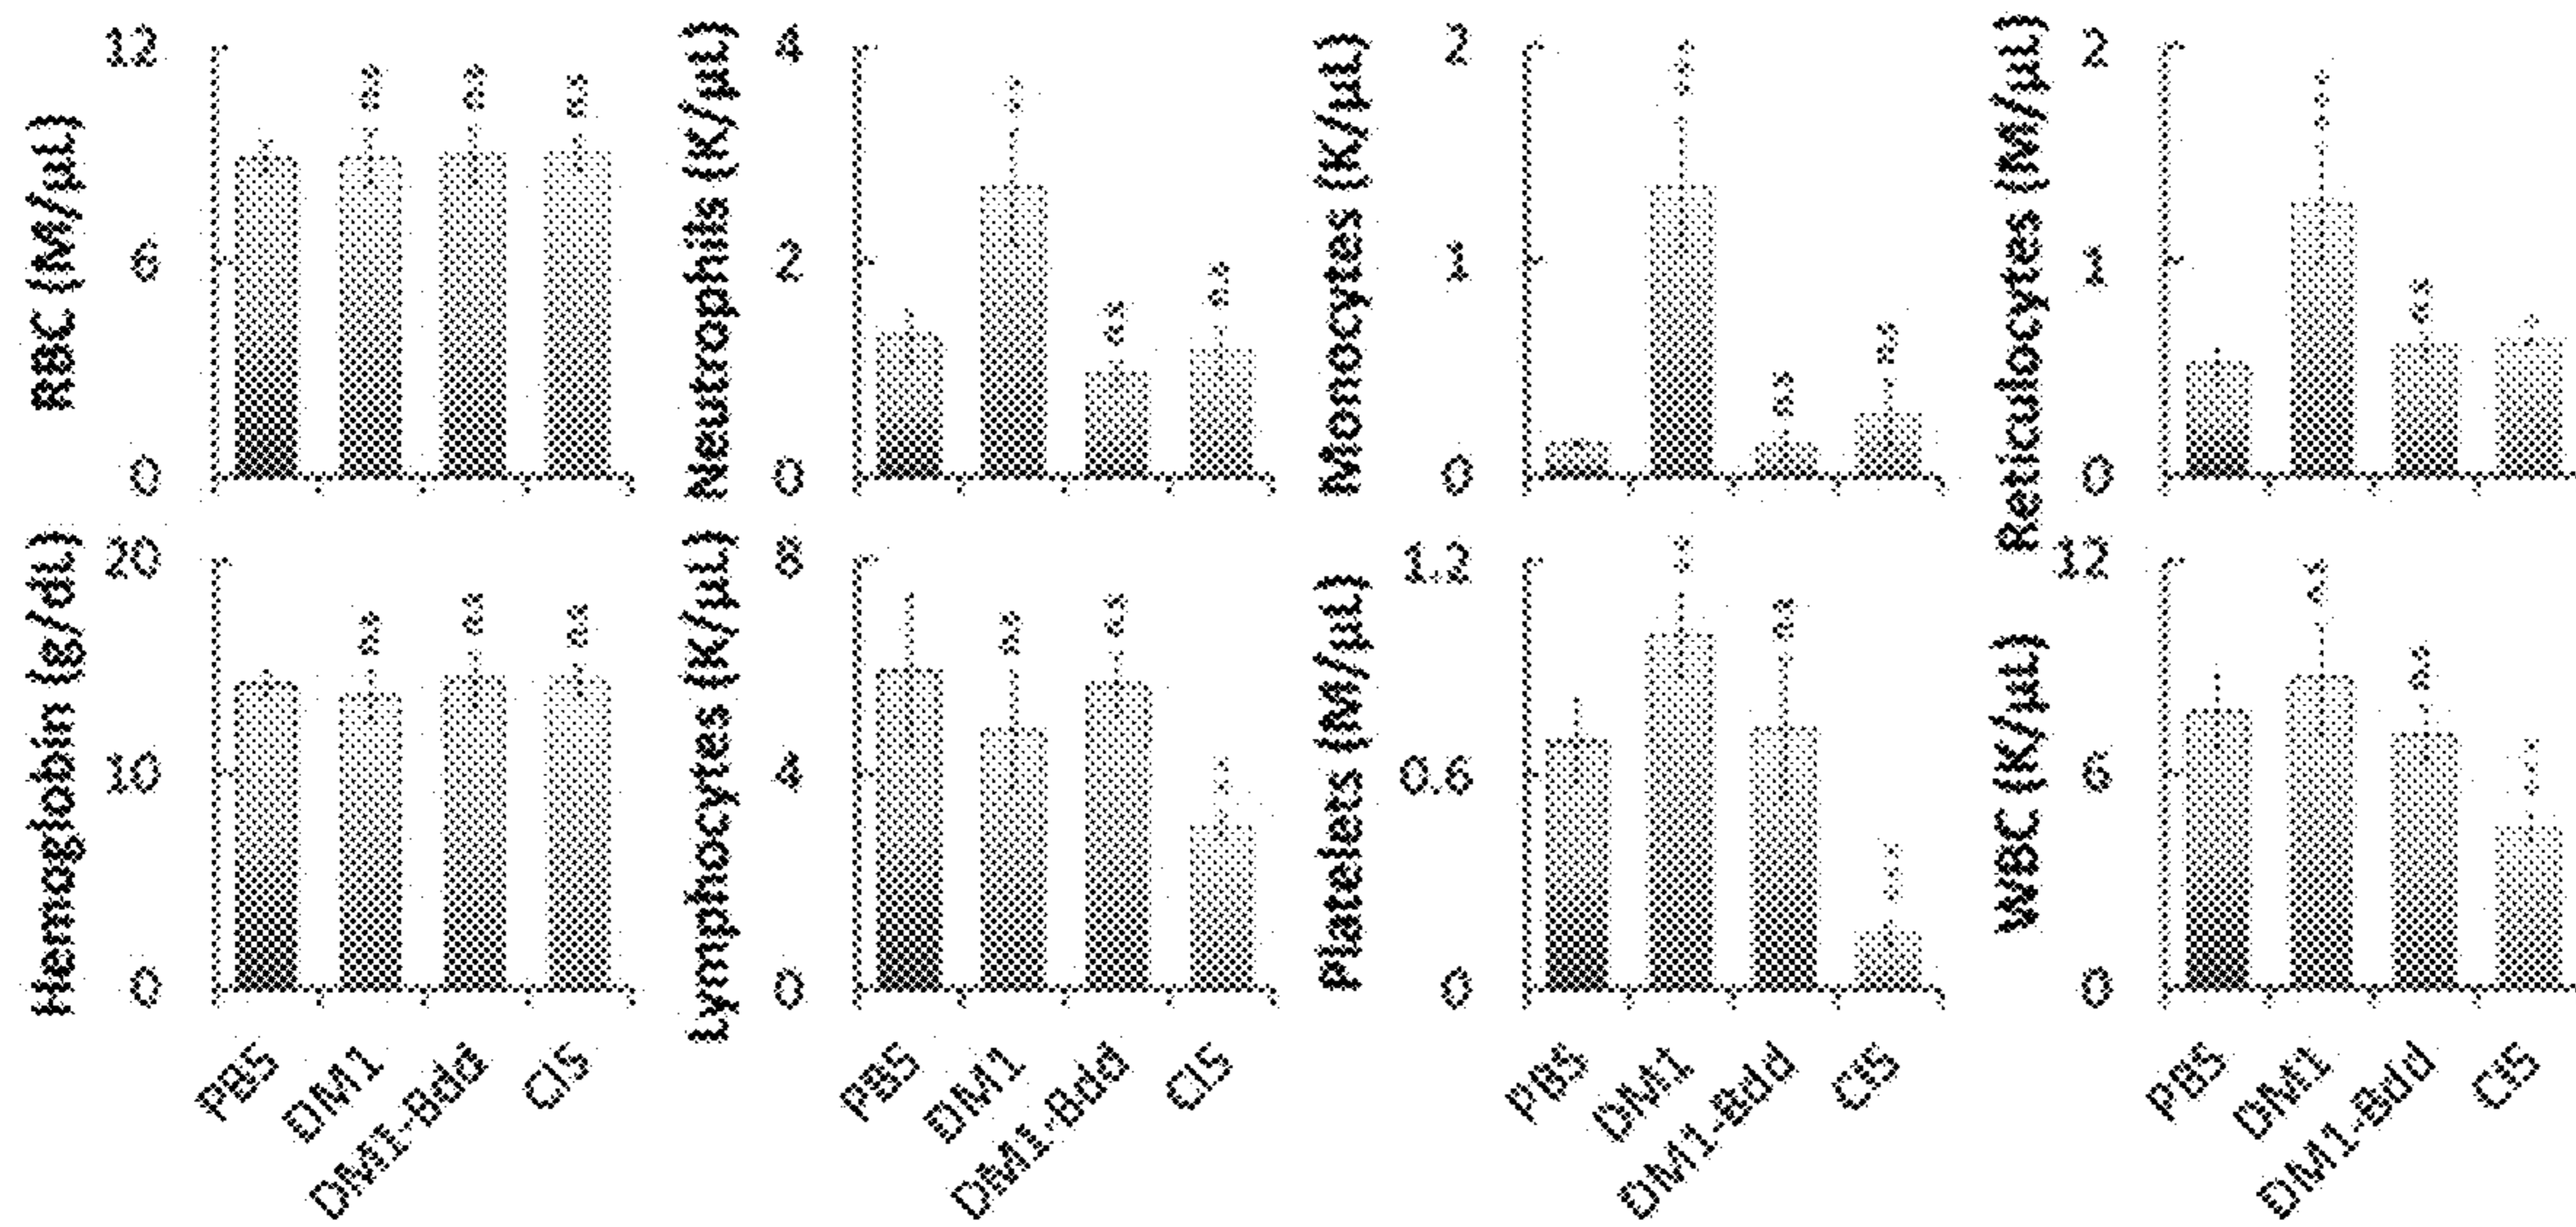 RBC (M/µL)
12
6
0
Neutrophils (K/µL)
4
2
0
Monocytes (K/µL)
2
1
0
Reticulocytes (M/µL)
2
1
0
Hemoglobin (g/dL)
20
10
0
PBS
DM1
DM1-Bdd
CIS
Lymphocytes (K/µL)
8
4
0
PBS
DM1
DM1-Bdd
CIS
Platelets (M/µL)
1.2
0.6
0
PBS
DM1
DM1-Bdd
CIS
WBC (K/µL)
12
6
0
PBS
DM1
DM1-Bdd
CIS